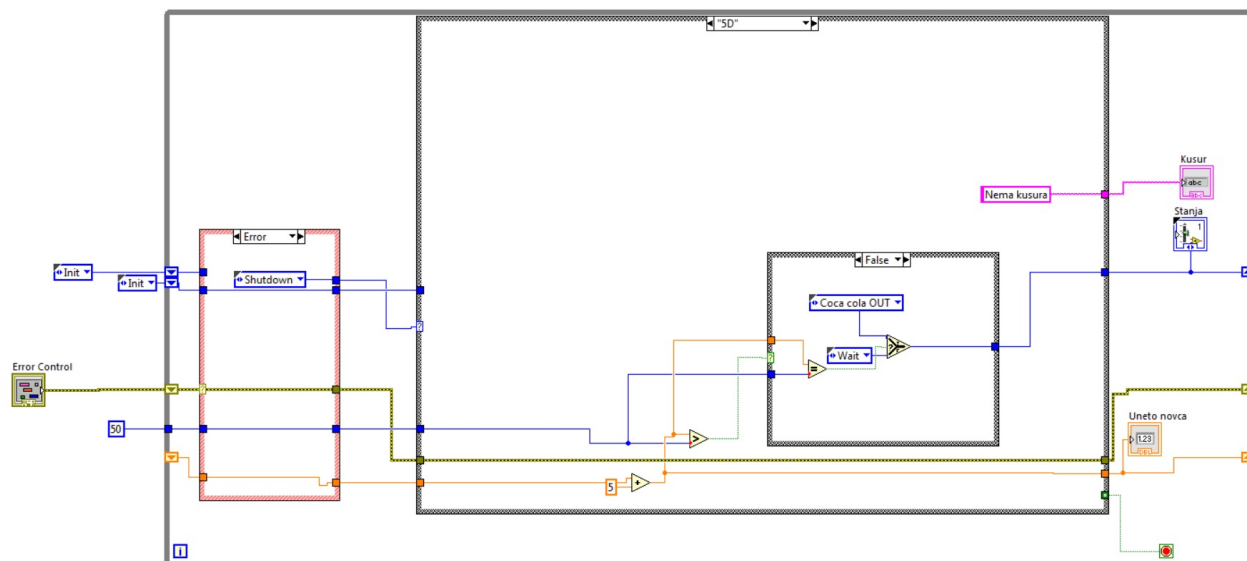 "5D"
Kusur
abc
Nema kusura
Stanja
1
Error
False
Init
Shutdown
Init
Coca cola OUT
Wait
=
Error Control
50
>
Uneto novca
1.23
5
+
i